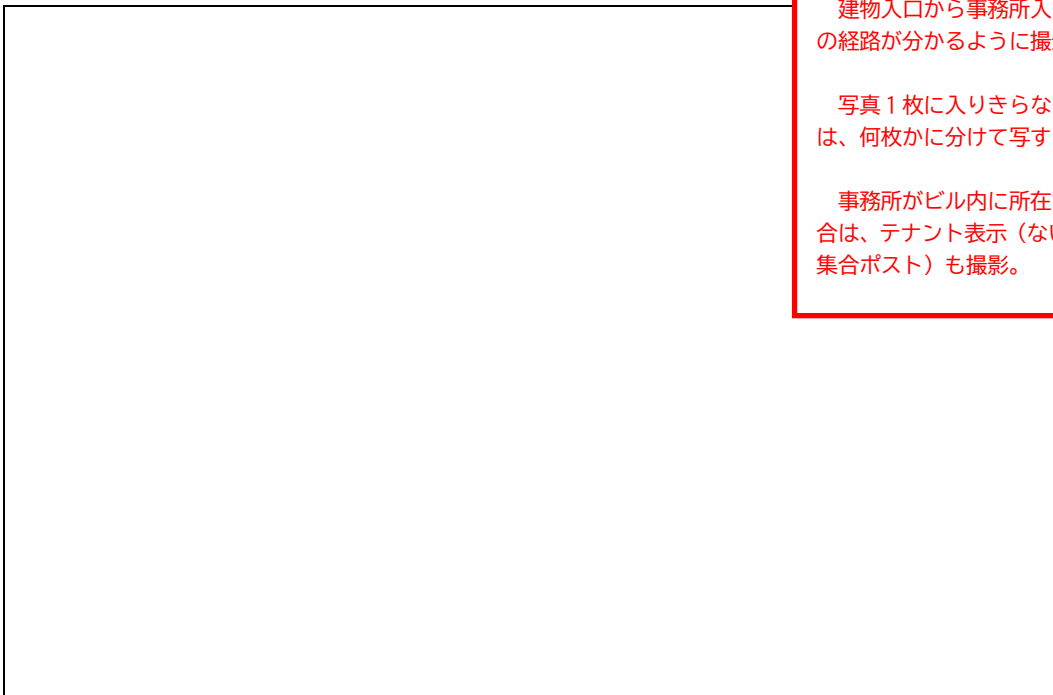 建物入口から事務所入
の経路が分かるように撮
写真１枚に入りきらな
は、何枚かに分けて写す
事務所がビル内に所在
合は、テナント表示（な
集合ポスト）も撮影。